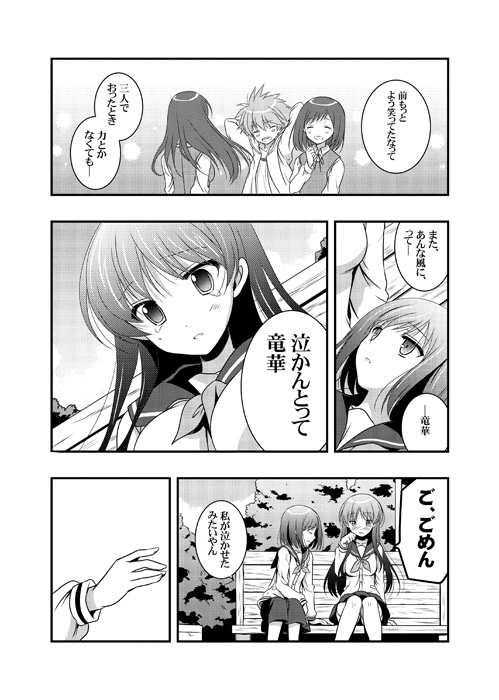 前もっと
よう笑ってたなって
三人で
おったとき
力とか
なくても―
また、
あんな風に、
って――
―竜華
泣かんとって
竜華
ご、ごめん
私が泣かせた
みたいやん